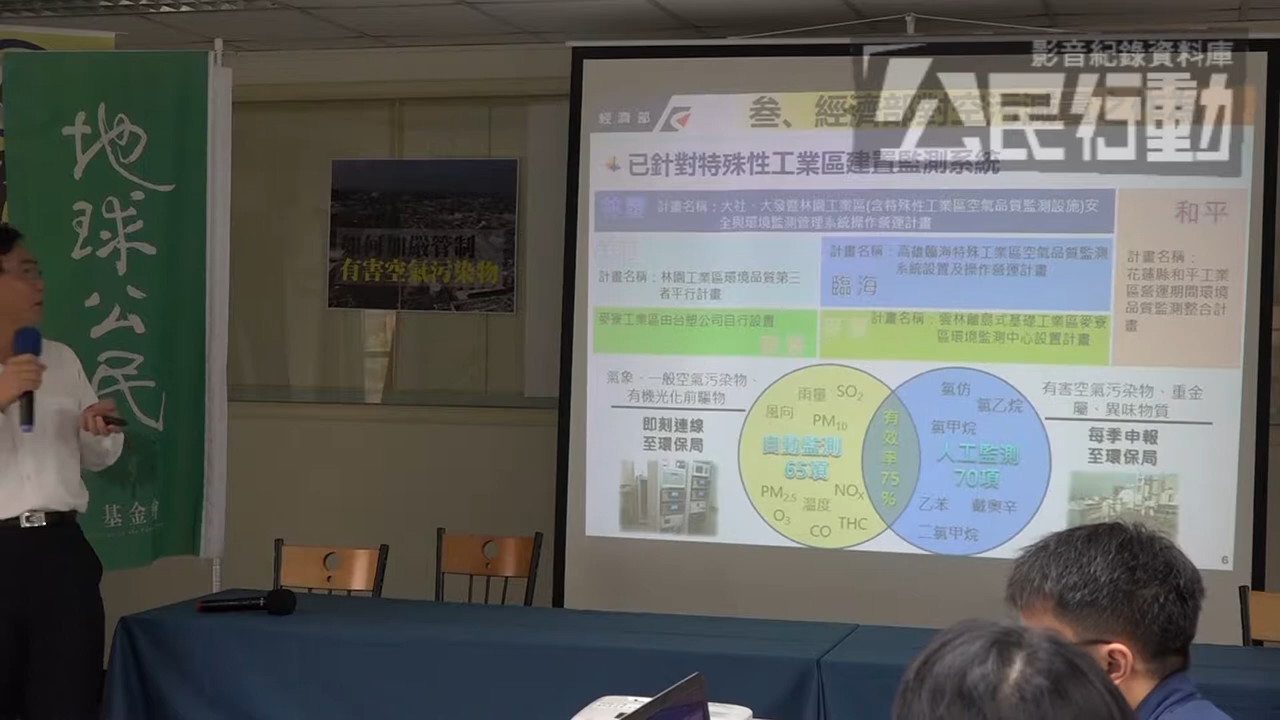 影音紀錄資料庫
公民行動
地球公民
基金會
如何加嚴管制
有害空氣污染物
經濟部
叁、經濟部對空
已針對特殊性工業區建置監測系統
計畫名稱：大社、大發暨林園工業區(含特殊性工業區空氣品質監測設施)安
全與環境監測管理系統操作營運計畫
和平
計畫名稱：
花蓮縣和平工業
區營運期間環境
品質監測整合計
畫
計畫名稱：林園工業區環境品質第三
者平行計畫
計畫名稱：高雄臨海特殊工業區空氣品質監測
系統設置及操作營運計畫
臨海
麥寮工業區由台塑公司自行設置
計畫名稱：雲林離島式基礎工業區麥寮
區環境監測中心設置計畫
氣象、一般空氣污染物、
有機光化前驅物
即刻連線
至環保局
雨量 SO2
風向
PM10
自動監測
65項
PM2.5 溫度 NOX
O3 CO THC
有效率75%
氯仿
氯乙烷
氯甲烷
人工監測
70項
乙苯 戴奧辛
二氯甲烷
有害空氣污染物、重金
屬、異味物質
每季申報
至環保局
6